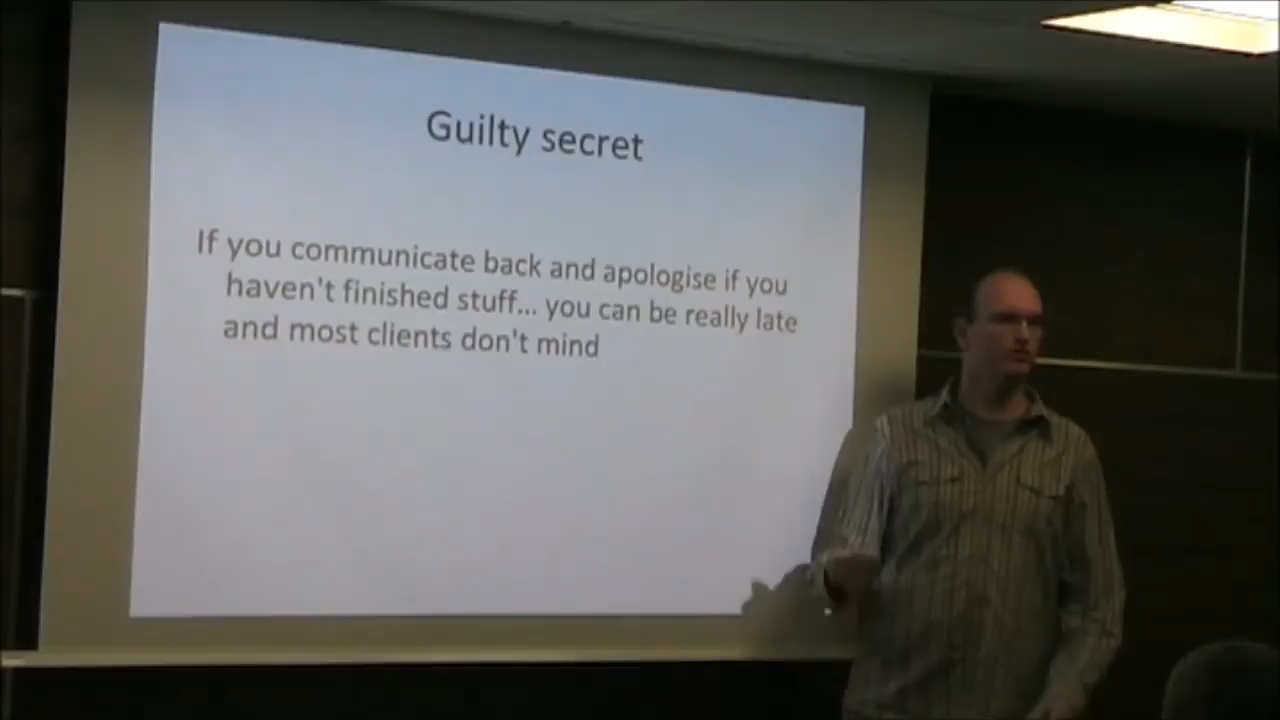 Guilty secret
If you communicate back and apologise if you
haven't finished stuff... you can be really late
and most clients don't mind